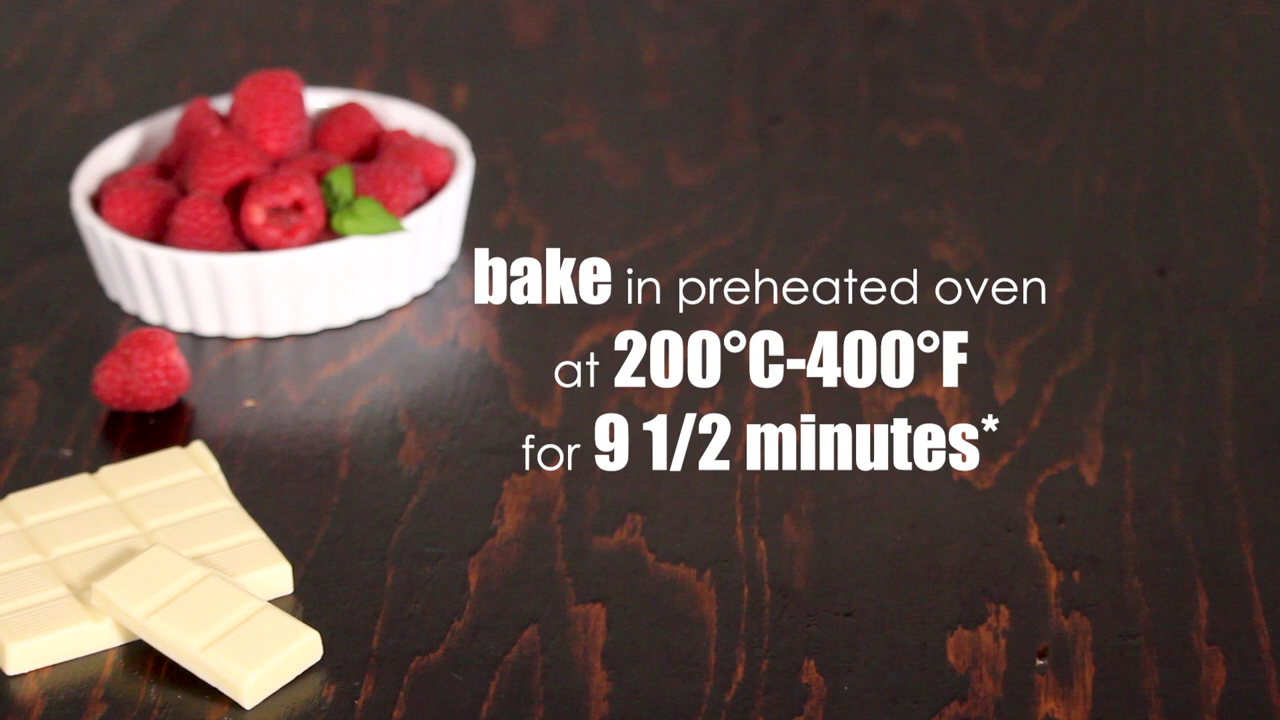 bake in preheated oven
at 200°C-400°F
for 9 1/2 minutes*